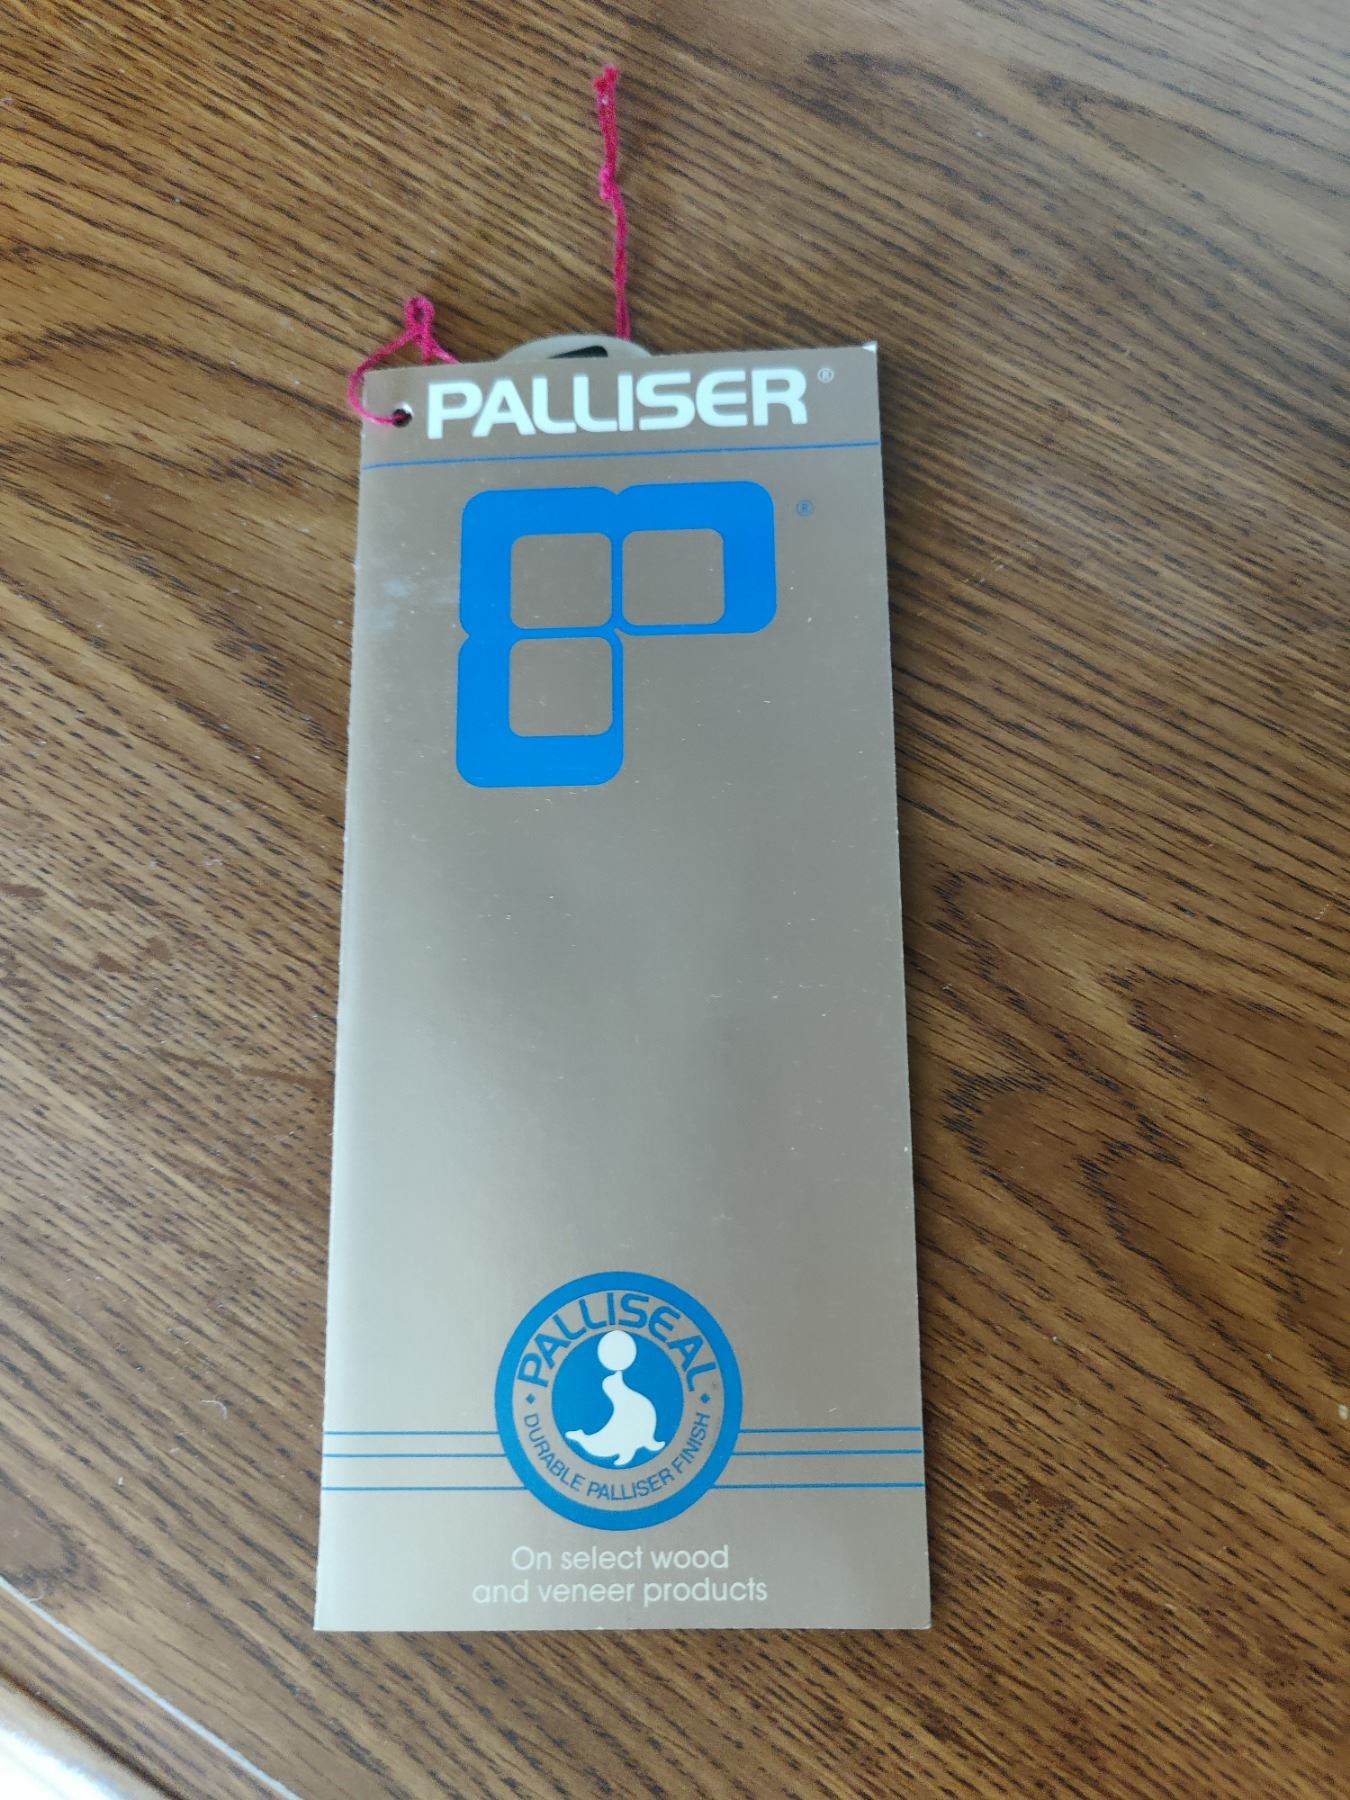 PALLISER ®
®
PALLISEAL
• DURABLE PALLISER FINISH •
On select wood
and veneer products